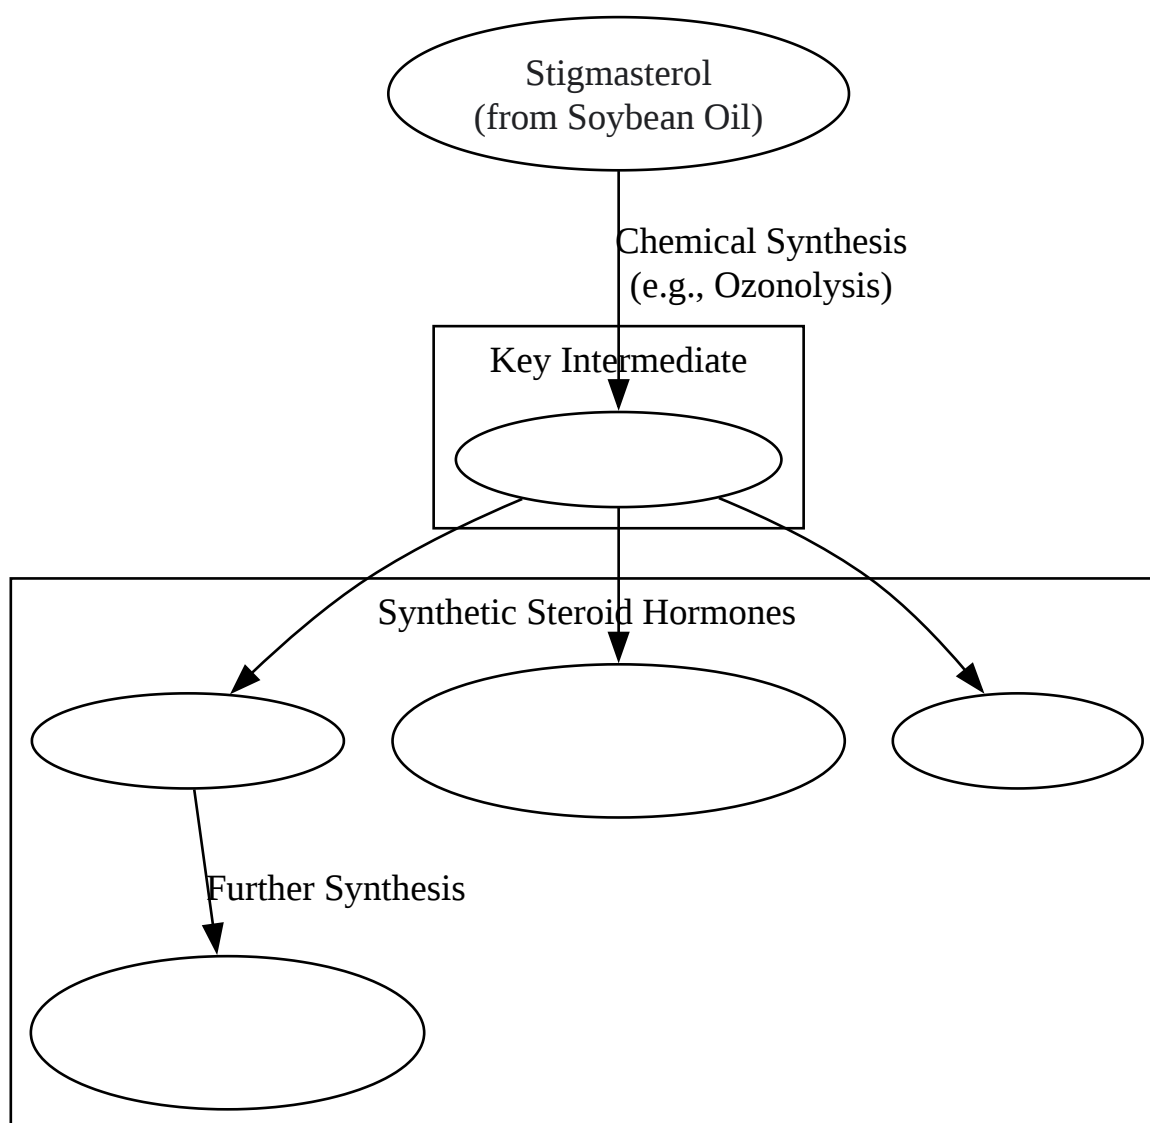 Stigmasterol
(from Soybean Oil)
Chemical Synthesis
(e.g., Ozonolysis)
Key Intermediate
Synthetic Steroid Hormones
Further Synthesis